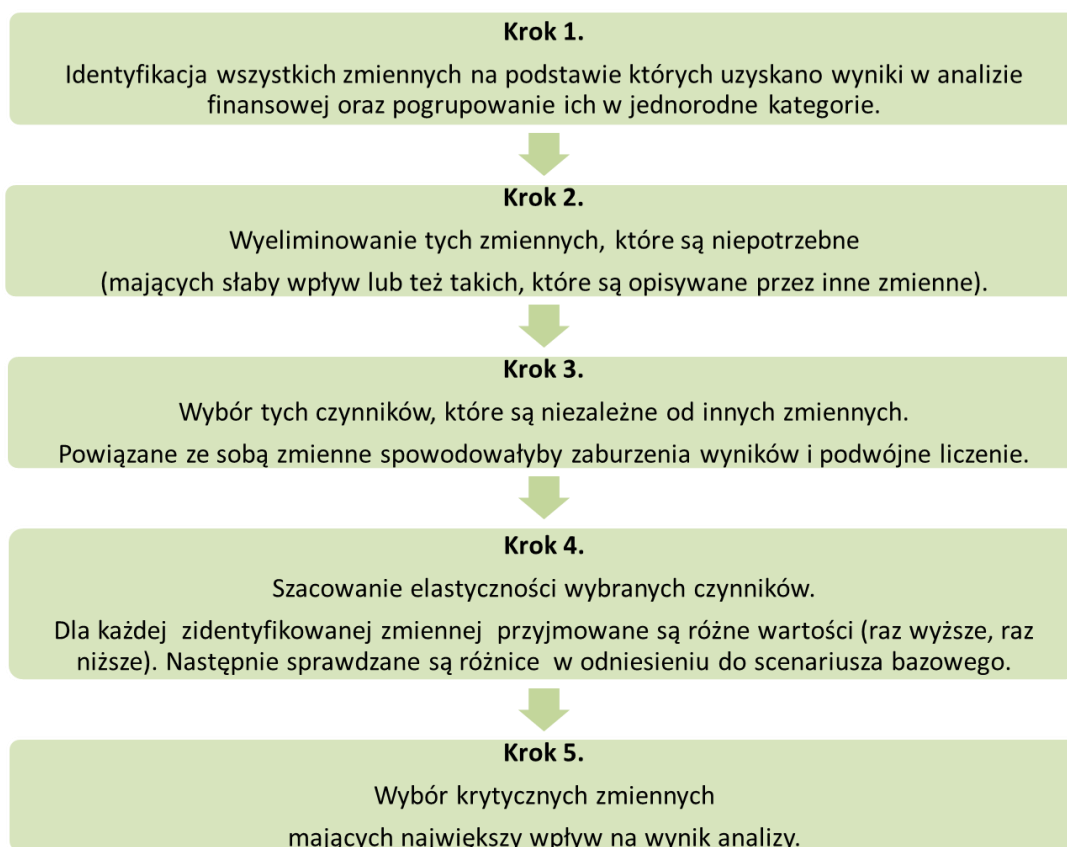 Krok 1.
Identyfikacja wszystkich zmiennych na podstawie których uzyskano wyniki w analizie
finansowej oraz pogrupowanie ich w jednorodne kategorie.
Krok 2.
Wyeliminowanie tych zmiennych, które są niepotrzebne
(mających słaby wpływ lub też takich, które są opisywane przez inne zmienne).
Krok 3.
Wybór tych czynników, które są niezależne od innych zmiennych.
Powiązane ze sobą zmienne spowodowałyby zaburzenia wyników i podwójne liczenie.
Krok 4.
Szacowanie elastyczności wybranych czynników.
Dla każdej zidentyfikowanej zmiennej przyjmowane są różne wartości (raz wyższe, raz
niższe). Następnie sprawdzane są różnice w odniesieniu do scenariusza bazowego.
Krok 5.
Wybór krytycznych zmiennych
mających największy wpływ na wynik analizy.